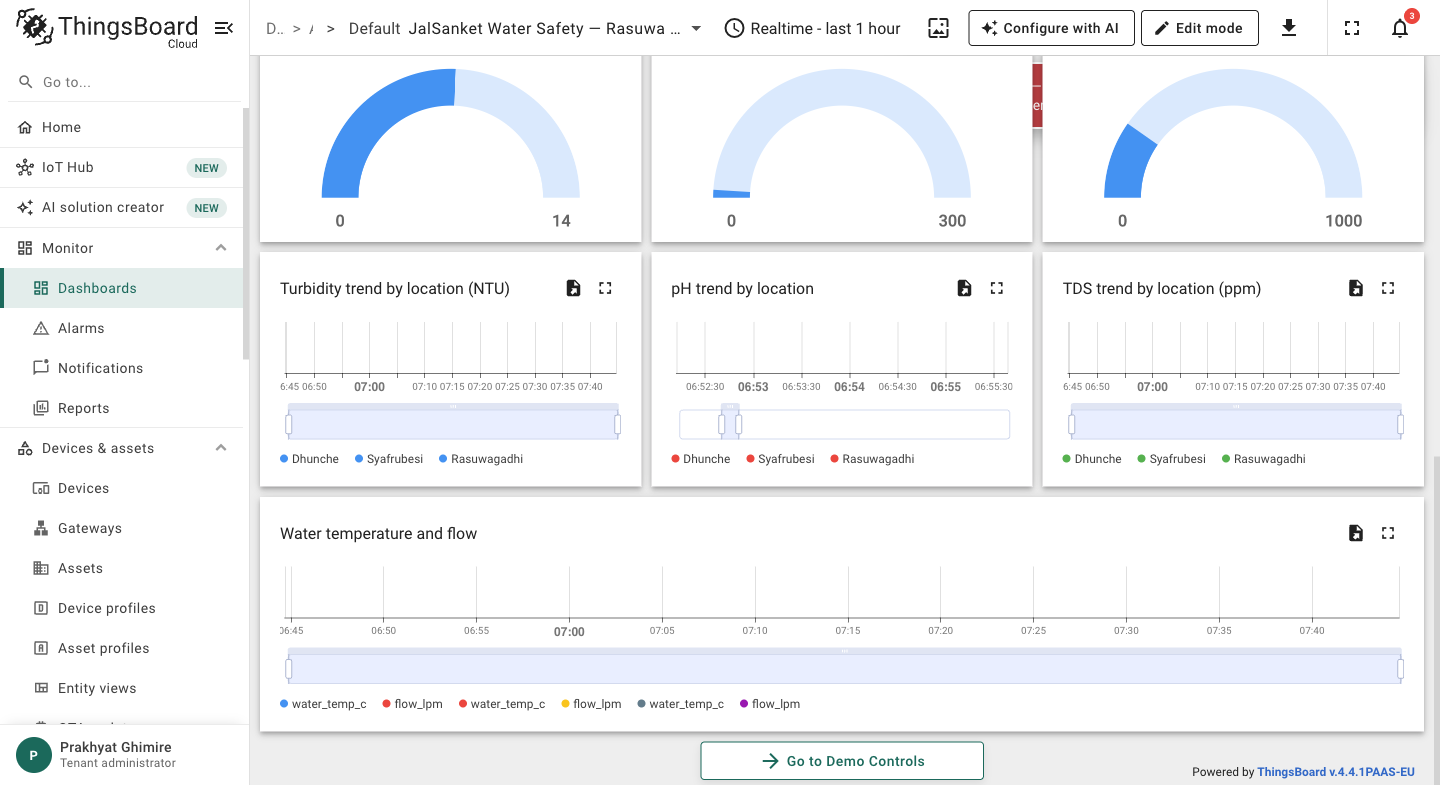 ThingsBoard
Cloud
D.. > > Default JalSanket Water Safety — Rasuwa ...
Realtime - last 1 hour
Configure with AI
Edit mode
3
Go to...
Home
IoT Hub NEW
AI solution creator NEW
Monitor
Dashboards
Alarms
Notifications
Reports
Devices & assets
Devices
Gateways
Assets
Device profiles
Asset profiles
Entity views
P
Prakhyat Ghimire
Tenant administrator
0 14
0 300
0 1000
Turbidity trend by location (NTU)
6:45 06:50 07:00 07:10 07:15 07:20 07:25 07:30 07:35 07:40
Dhunche Syafrubesi Rasuwagadhi
pH trend by location
06:52:30 06:53 06:53:30 06:54 06:54:30 06:55 06:55:30
Dhunche Syafrubesi Rasuwagadhi
TDS trend by location (ppm)
6:45 06:50 07:00 07:10 07:15 07:20 07:25 07:30 07:35 07:40
Dhunche Syafrubesi Rasuwagadhi
Water temperature and flow
06:45 06:50 06:55 07:00 07:05 07:10 07:15 07:20 07:25 07:30 07:35 07:40
water_temp_c flow_lpm water_temp_c flow_lpm water_temp_c flow_lpm
Go to Demo Controls
Powered by ThingsBoard v.4.4.1PAAS-EU